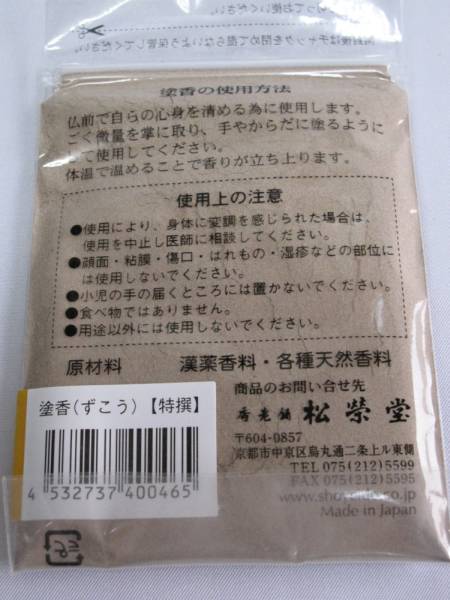 塗香の使用方法
仏前で自らの心身を清める為に使用します。
ごく微量を掌に取り、手やからだに塗るように
して使用してください。
体温で温めることで香りが立ち上ります。
使用上の注意
●使用により、身体に変調を感じられた場合は、
使用を中止し医師に相談してください。
●顔面・粘膜・傷口・はれもの・湿疹などの部位に
は使用しないでください。
●小児の手の届くところには置かないでください。
●食べ物ではありません。
●用途以外には使用しないでください。
原材料 漢薬香料・各種天然香料
商品のお問い合せ先
香老舗 松榮堂
〒604-0857
京都市中京区烏丸通二条上ル東側
TEL 075(212)5599
FAX 075(212)5595
Made in Japan
塗香(ずこう)【特撰】
4 532737 400465
プラ